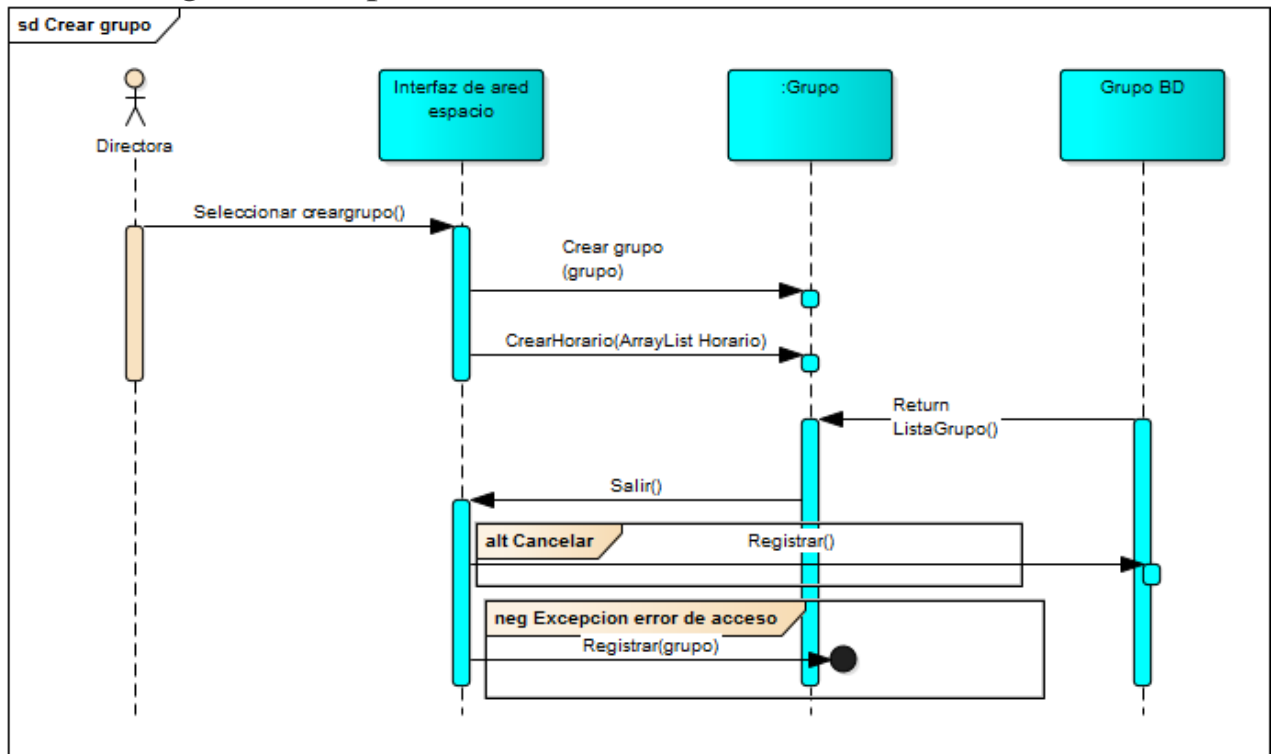 sd Crear grupo
Directora
Interfaz de ared
espacio
:Grupo
Grupo BD
Seleccionar creargrupo()
Crear grupo
(grupo)
CrearHorario(ArrayList Horario)
Return
ListaGrupo()
Salir()
alt Cancelar
Registrar()
neg Excepcion error de acceso
Registrar(grupo)